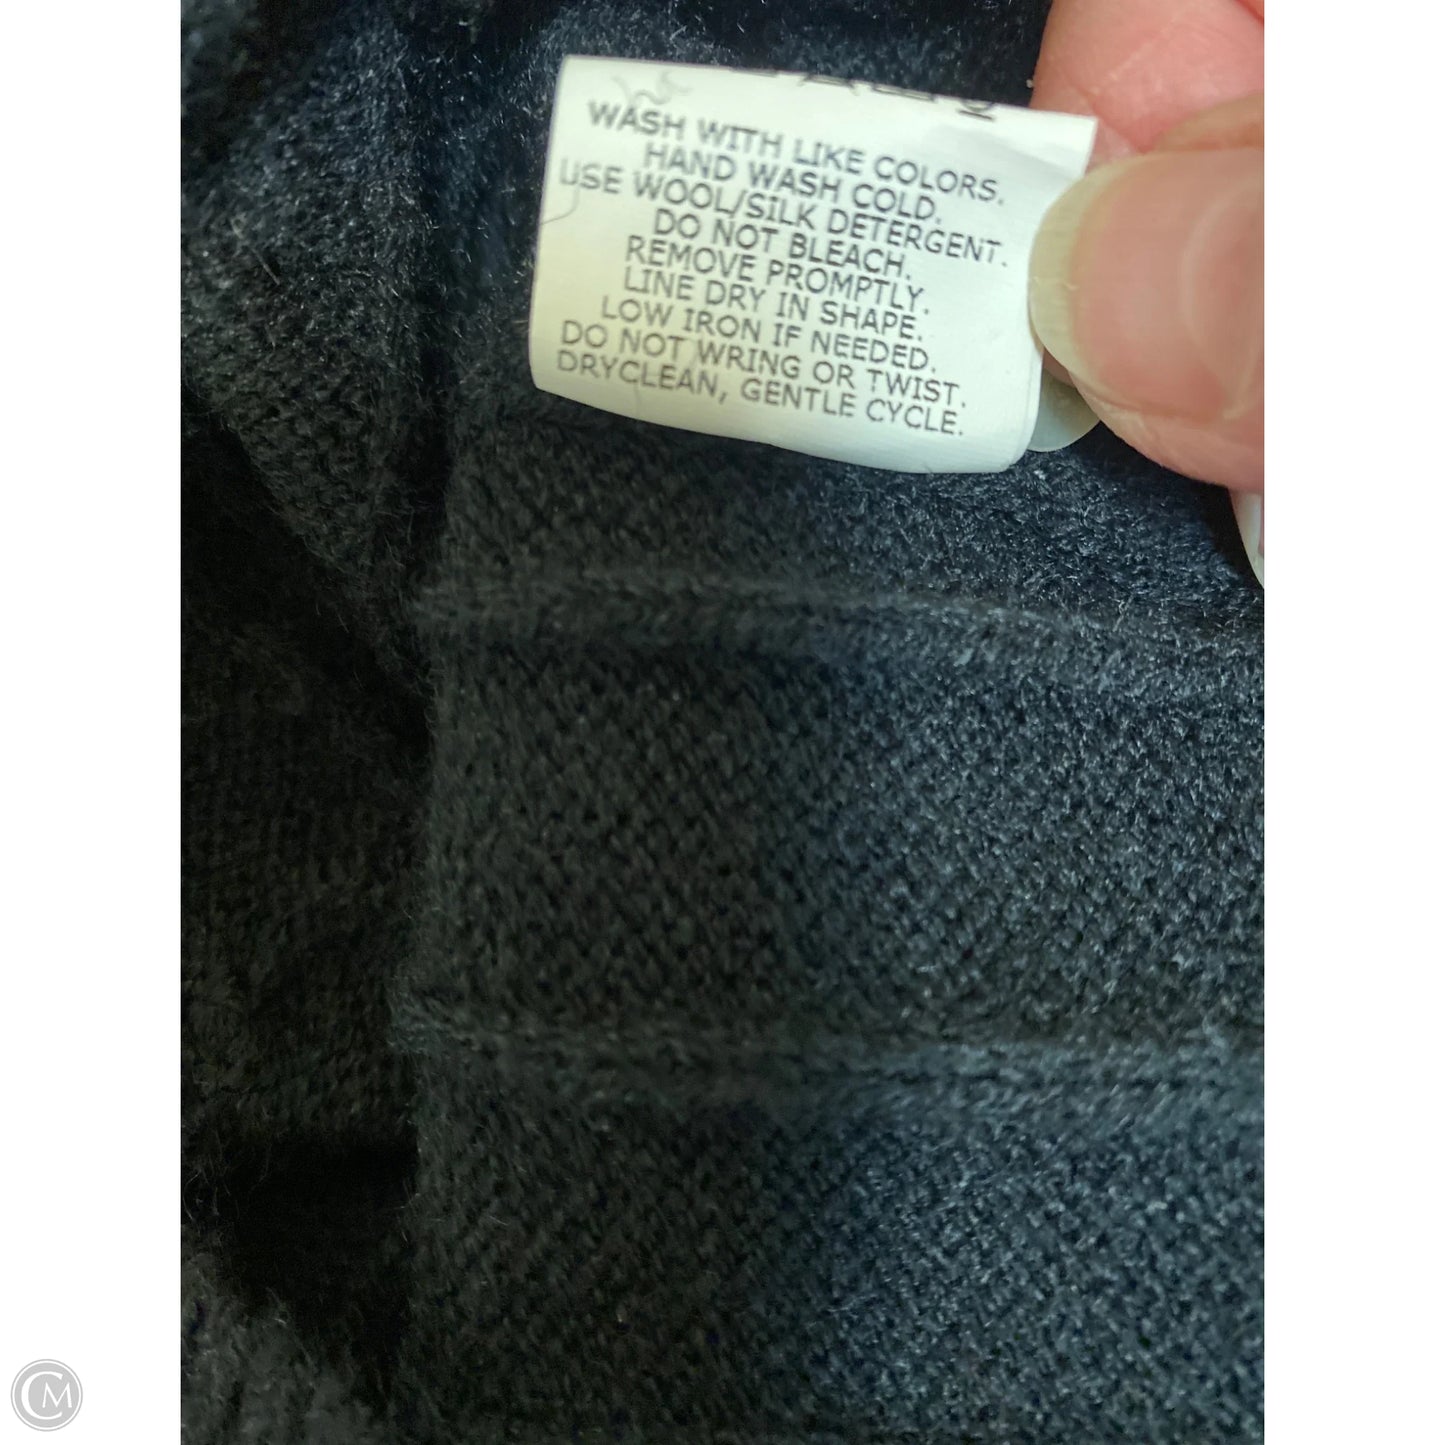 WASH WITH LIKE COLORS.
HAND WASH COLD.
USE WOOL/SILK DETERGENT.
DO NOT BLEACH.
REMOVE PROMPTLY.
LINE DRY IN SHAPE.
LOW IRON IF NEEDED.
DO NOT WRING OR TWIST.
DRYCLEAN, GENTLE CYCLE.
CM